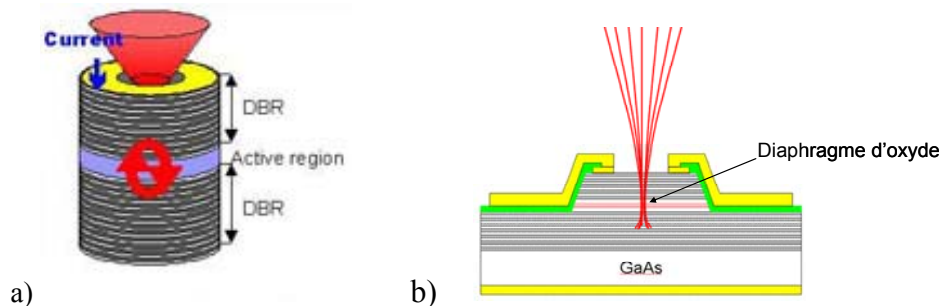 Current
DBR
Active region
DBR
a)
Diaphragme d'oxyde
GaAs
b)